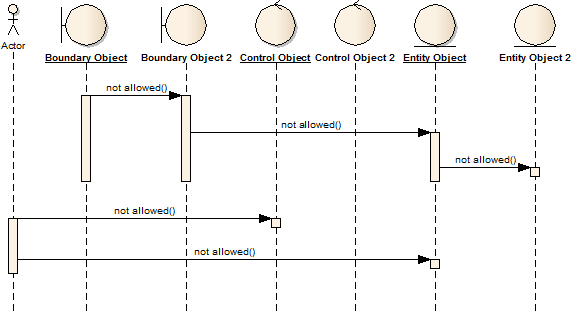 Actor
Boundary Object
Boundary Object 2
Control Object
Control Object 2
Entity Object
Entity Object 2
not allowed()
not allowed()
not allowed()
not allowed()
not allowed()